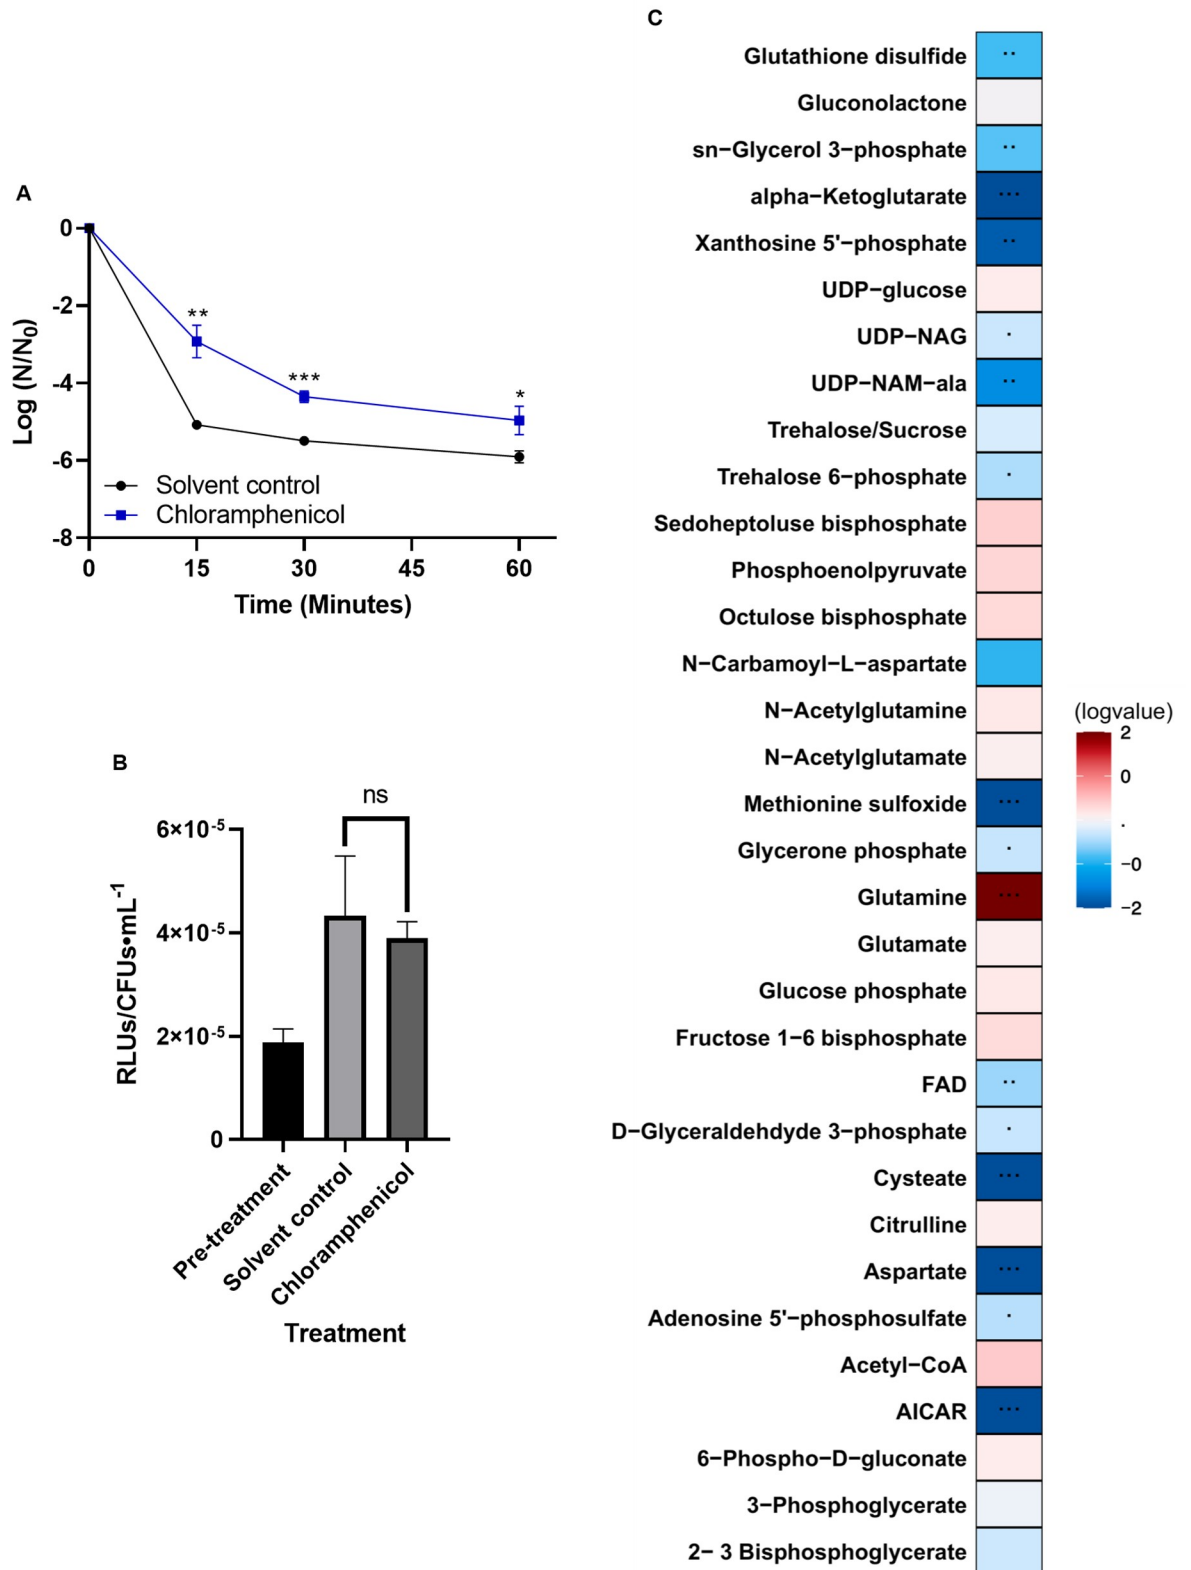 A
0
-2
-4
-6
-8
Log (N/N0)
**
***
*
Solvent control
Chloramphenicol
0 15 30 45 60
Time (Minutes)
B
ns
6×10-5
4×10-5
2×10-5
0
RLUs/CFUs•mL-1
Pre-treatment
Solvent control
Chloramphenicol
Treatment
C
Glutathione disulfide ··
Gluconolactone
sn−Glycerol 3−phosphate ··
alpha−Ketoglutarate ···
Xanthosine 5'−phosphate ··
UDP−glucose
UDP−NAG ·
UDP−NAM−ala ··
Trehalose/Sucrose
Trehalose 6−phosphate ·
Sedoheptoluse bisphosphate
Phosphoenolpyruvate
Octulose bisphosphate
N−Carbamoyl−L−aspartate
N−Acetylglutamine
N−Acetylglutamate
Methionine sulfoxide ···
Glycerone phosphate ·
Glutamine ···
Glutamate
Glucose phosphate
Fructose 1−6 bisphosphate
FAD ··
D−Glyceraldehdyde 3−phosphate ·
Cysteate ···
Citrulline
Aspartate ···
Adenosine 5'−phosphosulfate ·
Acetyl−CoA
AICAR ···
6−Phospho−D−gluconate
3−Phosphoglycerate
2− 3 Bisphosphoglycerate
(logvalue)
2
0
·
−0
−2